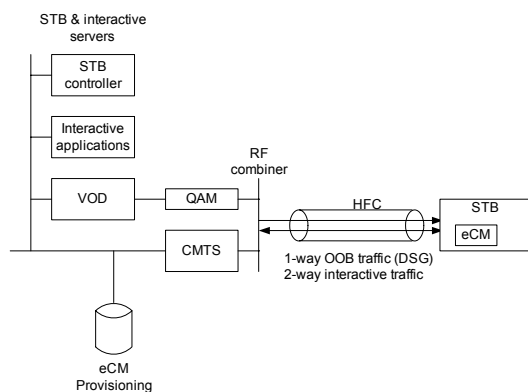 STB & interactive
servers
STB
controller
Interactive
applications
RF
combiner
VOD
QAM
HFC
STB
eCM
CMTS
1-way OOB traffic (DSG)
2-way interactive traffic
eCM
Provisioning